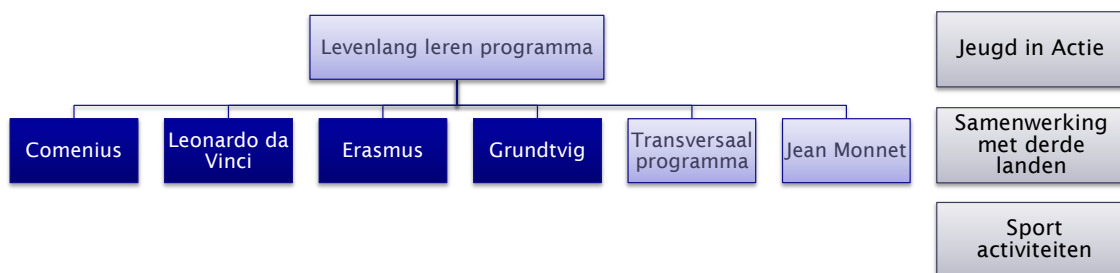 Levenlang leren programma
Comenius
Leonardo da
Vinci
Erasmus
Grundtvig
Transversaal
programma
Jean Monnet
Jeugd in Actie
Samenwerking
met derde
landen
Sport
activiteiten